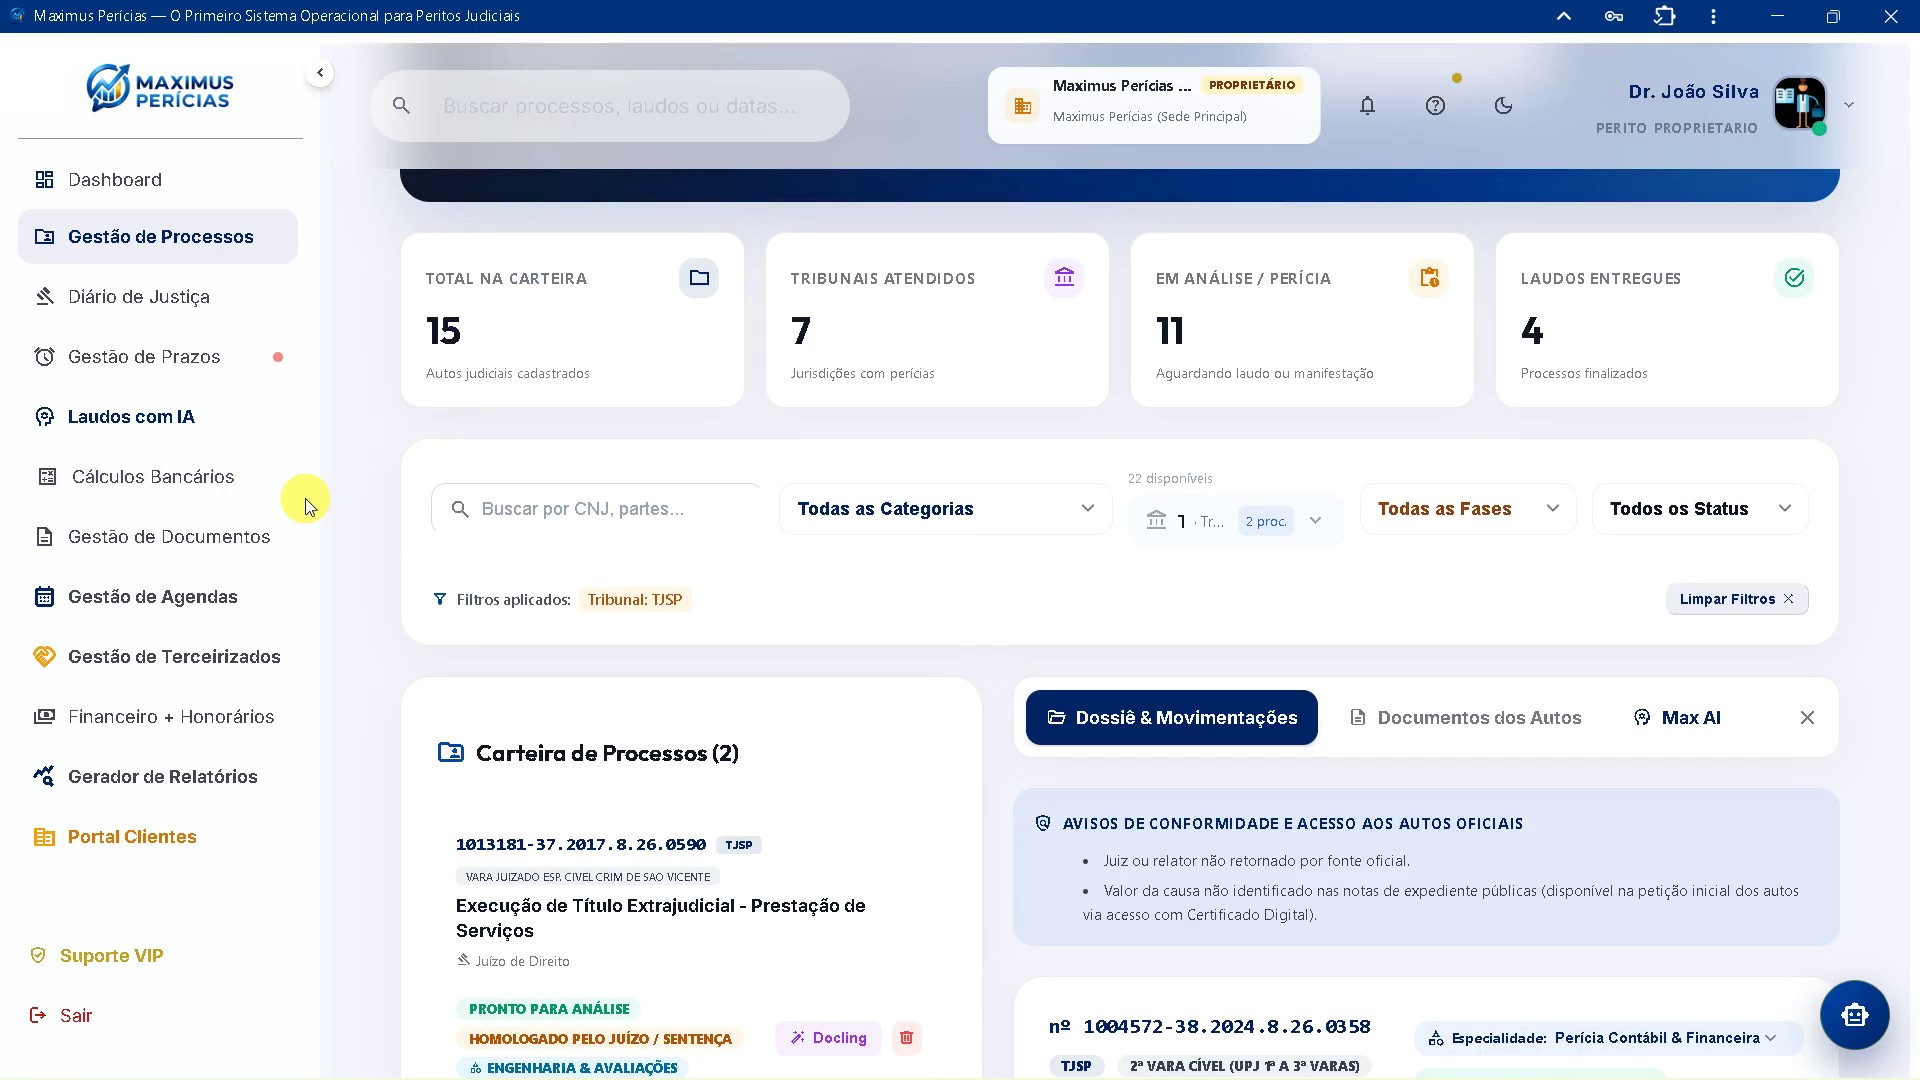 Maximus Perícias — O Primeiro Sistema Operacional para Peritos Judiciais
MAXIMUS
PERÍCIAS
Dashboard
Gestão de Processos
Diário de Justiça
Gestão de Prazos
Laudos com IA
Cálculos Bancários
Gestão de Documentos
Gestão de Agendas
Gestão de Terceirizados
Financeiro + Honorários
Gerador de Relatórios
Portal Clientes
Suporte VIP
Sair
Buscar processos, laudos ou datas...
Maximus Perícias ... PROPRIETÁRIO
Maximus Perícias (Sede Principal)
Dr. João Silva
PERITO PROPRIETARIO
TOTAL NA CARTEIRA
15
Autos judiciais cadastrados
TRIBUNAIS ATENDIDOS
7
Jurisdições com perícias
EM ANÁLISE / PERÍCIA
11
Aguardando laudo ou manifestação
LAUDOS ENTREGUES
4
Processos finalizados
Buscar por CNJ, partes...
Todas as Categorias
22 disponíveis
· Tr... 2 proc.
Todas as Fases
Todos os Status
Filtros aplicados: Tribunal: TJSP
Limpar Filtros
Carteira de Processos (2)
1013181-37.2017.8.26.0590 TJSP
VARA JUIZADO ESP. CIVEL CRIM DE SAO VICENTE
Execução de Título Extrajudicial - Prestação de
Serviços
Juízo de Direito
PRONTO PARA ANÁLISE
HOMOLOGADO PELO JUÍZO / SENTENÇA
ENGENHARIA & AVALIAÇÕES
Docling
Dossiê & Movimentações
Documentos dos Autos
Max AI
AVISOS DE CONFORMIDADE E ACESSO AOS AUTOS OFICIAIS
• Juiz ou relator não retornado por fonte oficial.
• Valor da causa não identificado nas notas de expediente públicas (disponível na petição inicial dos autos
via acesso com Certificado Digital).
nº 1004572-38.2024.8.26.0358
Especialidade: Perícia Contábil & Financeira
TJSP 2ª VARA CÍVEL (UPJ 1ª A 3ª VARAS)